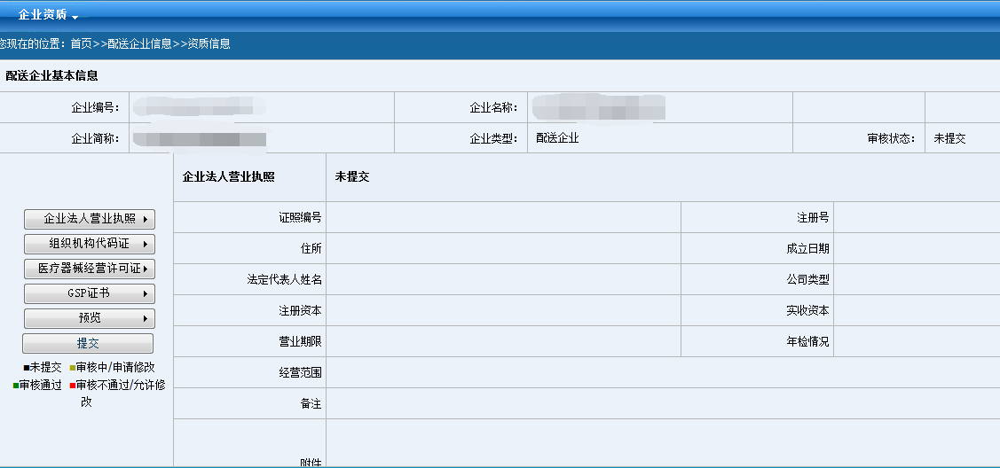 企业资质
您现在的位置：首页>>配送企业信息>>资质信息
配送企业基本信息
企业编号： 企业名称：
企业简称： 企业类型： 配送企业 审核状态： 未提交
企业法人营业执照 未提交
企业法人营业执照
组织机构代码证
医疗器械经营许可证
GSP证书
预览
提交
■未提交 ■审核中/申请修改
■审核通过 ■审核不通过/允许修
改
证照编号 注册号
住所 成立日期
法定代表人姓名 公司类型
注册资本 实收资本
营业期限 年检情况
经营范围
备注
附件